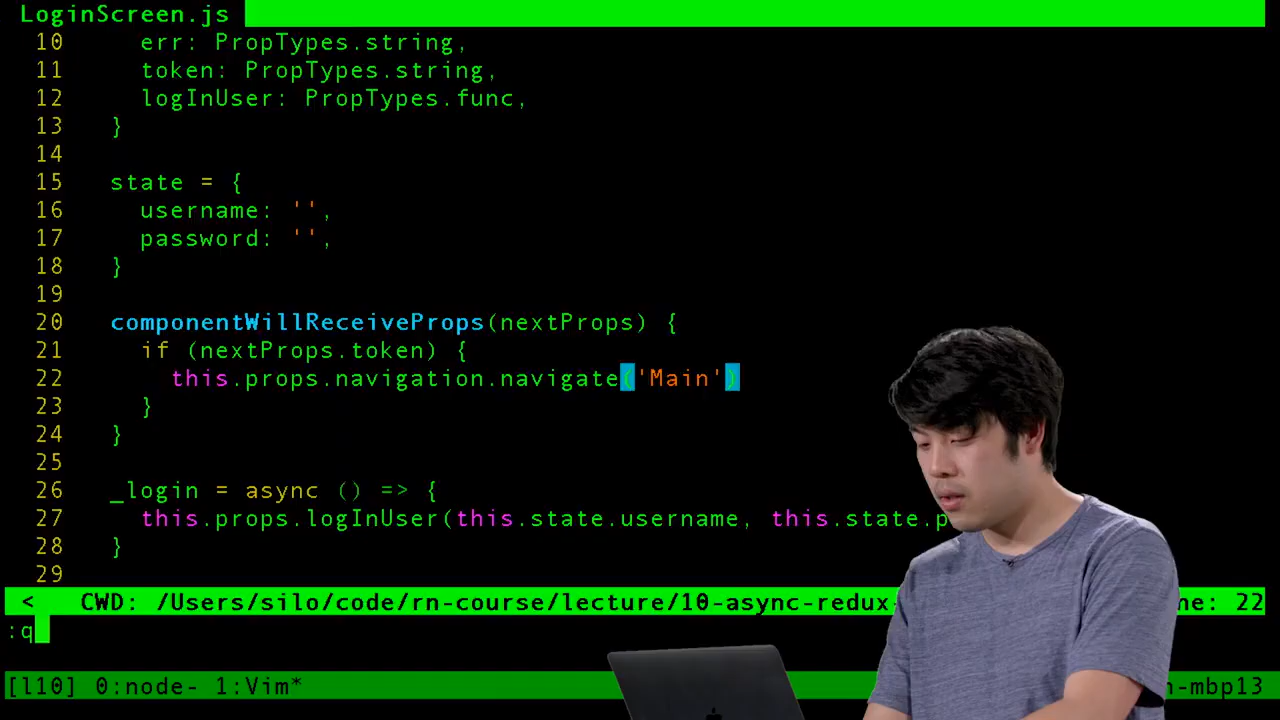 LoginScreen.js
10 err: PropTypes.string,
11 token: PropTypes.string,
12 logInUser: PropTypes.func,
13 }
14
15 state = {
16 username: '',
17 password: '',
18 }
19
20 componentWillReceiveProps(nextProps) {
21 if (nextProps.token) {
22 this.props.navigation.navigate('Main')
23 }
24 }
25
26 _login = async () => {
27 this.props.logInUser(this.state.username, this.state.p
28 }
29
< CWD: /Users/silo/code/rn-course/lecture/10-async-redux- ne: 22
:q
[l10] 0:node- 1:Vim* n-mbp13